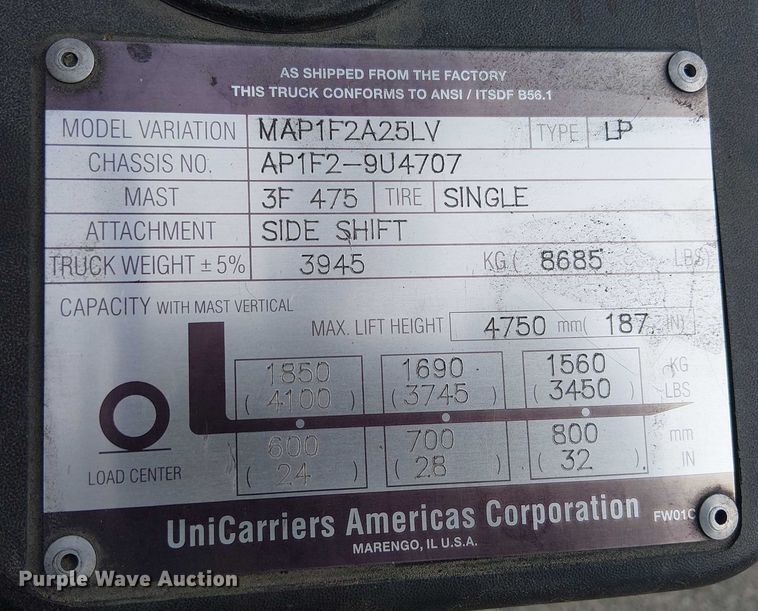 AS SHIPPED FROM THE FACTORY
THIS TRUCK CONFORMS TO ANSI / ITSDF B56.1
MODEL VARIATION MAP1F2A25LV TYPE LP
CHASSIS NO. AP1F2-9U4707
MAST 3F 475 TIRE SINGLE
ATTACHMENT SIDE SHIFT
TRUCK WEIGHT ± 5% 3945 KG ( 8685 LBS)
CAPACITY WITH MAST VERTICAL
MAX. LIFT HEIGHT 4750 mm( 187. IN)
1850 1690 1560 KG
(4100) (3745) (3450) LBS
600 700 800 mm
( 24 ) ( 28 ) ( 32 ) IN
LOAD CENTER
UniCarriers Americas Corporation FW01C
MARENGO, IL U.S.A.
Purple Wave Auction